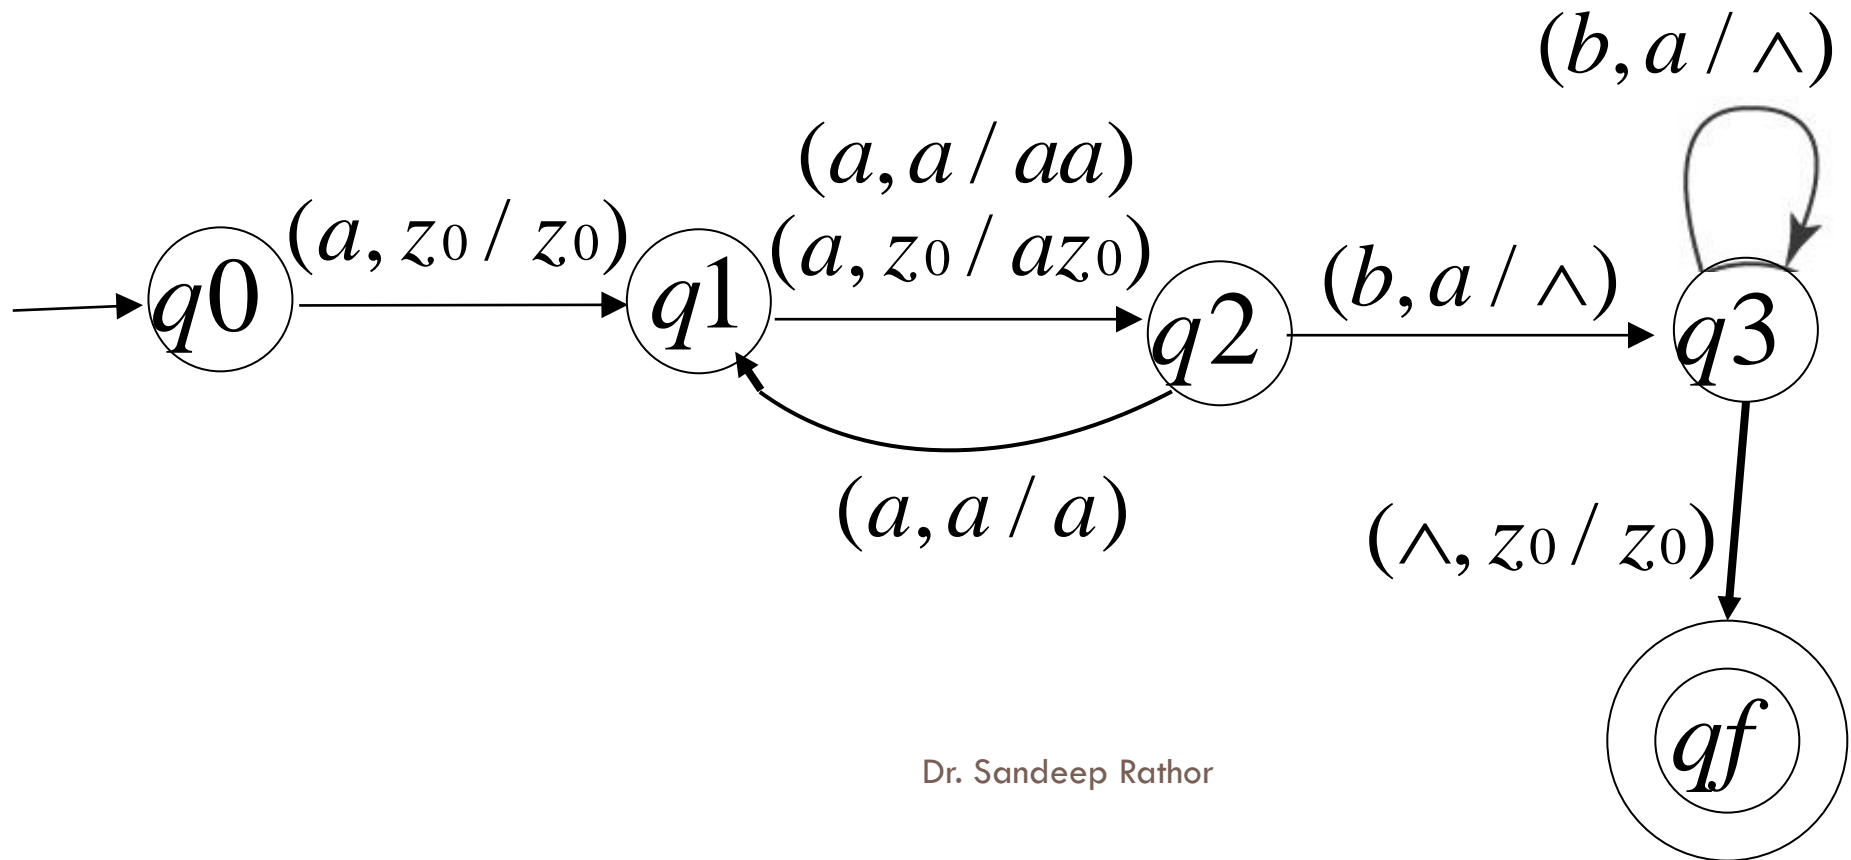 (b, a / ∧)
(a, a / aa)
(a, z0 / z0)
(a, z0 / az0)
(b, a / ∧)
q0
q1
q2
q3
(a, a / a)
(∧, z0 / z0)
qf
Dr. Sandeep Rathor